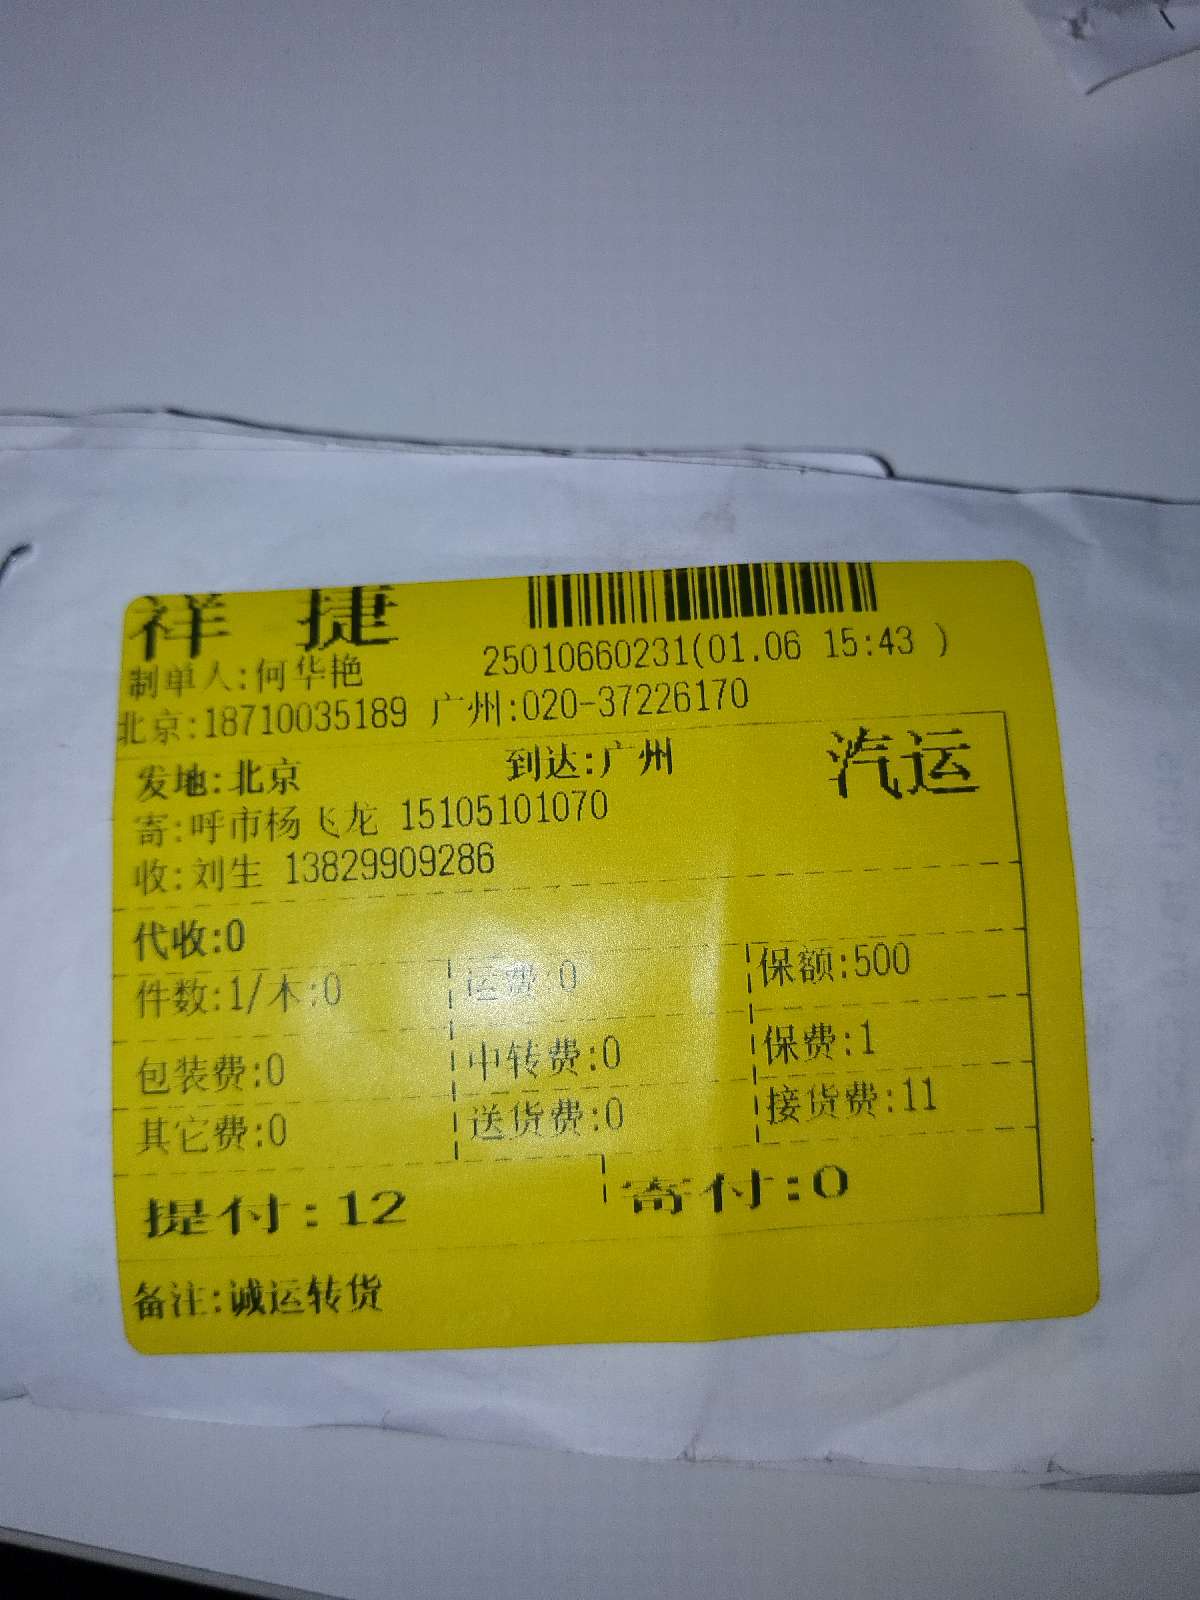 祥 捷
制单人:何华艳 25010660231(01.06 15:43 )
北京:18710035189 广州:020-37226170
发地:北京 到达:广州 汽运
寄:呼市杨飞龙 15105101070
收:刘生 13829909286
代收:0
件数:1/木:0 运费:0 保额:500
包装费:0 中转费:0 保费:1
其它费:0 送货费:0 接货费:11
提付:12 寄付:0
备注:诚运转货